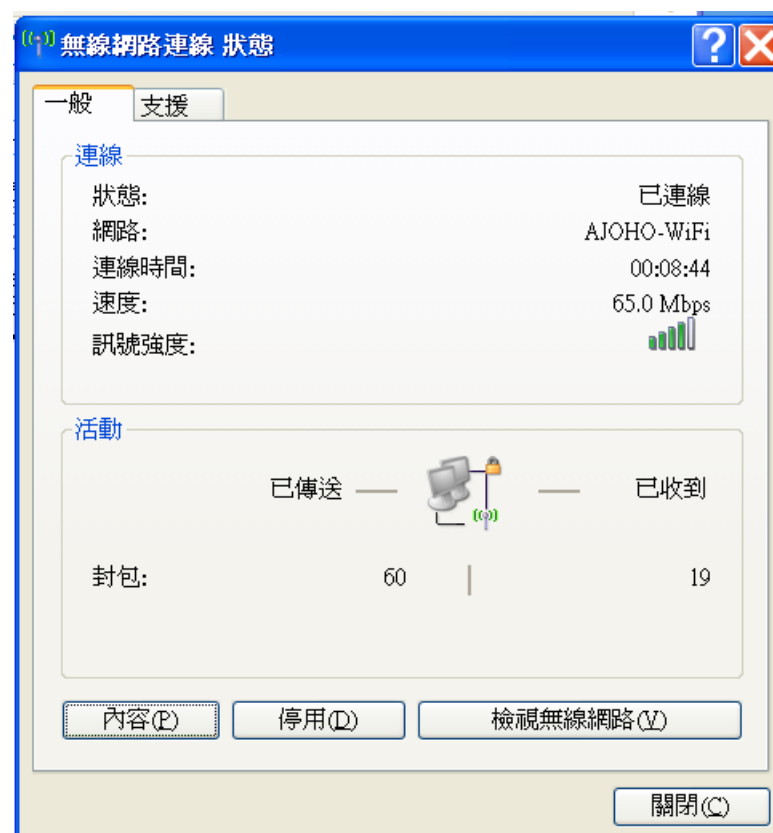 無線網路連線 狀態
一般 支援
連線
狀態: 已連線
網路: AJOHO-WiFi
連線時間: 00:08:44
速度: 65.0 Mbps
訊號強度:
活動
已傳送 — — 已收到
封包: 60 | 19
內容(P) 停用(D) 檢視無線網路(V)
關閉(C)